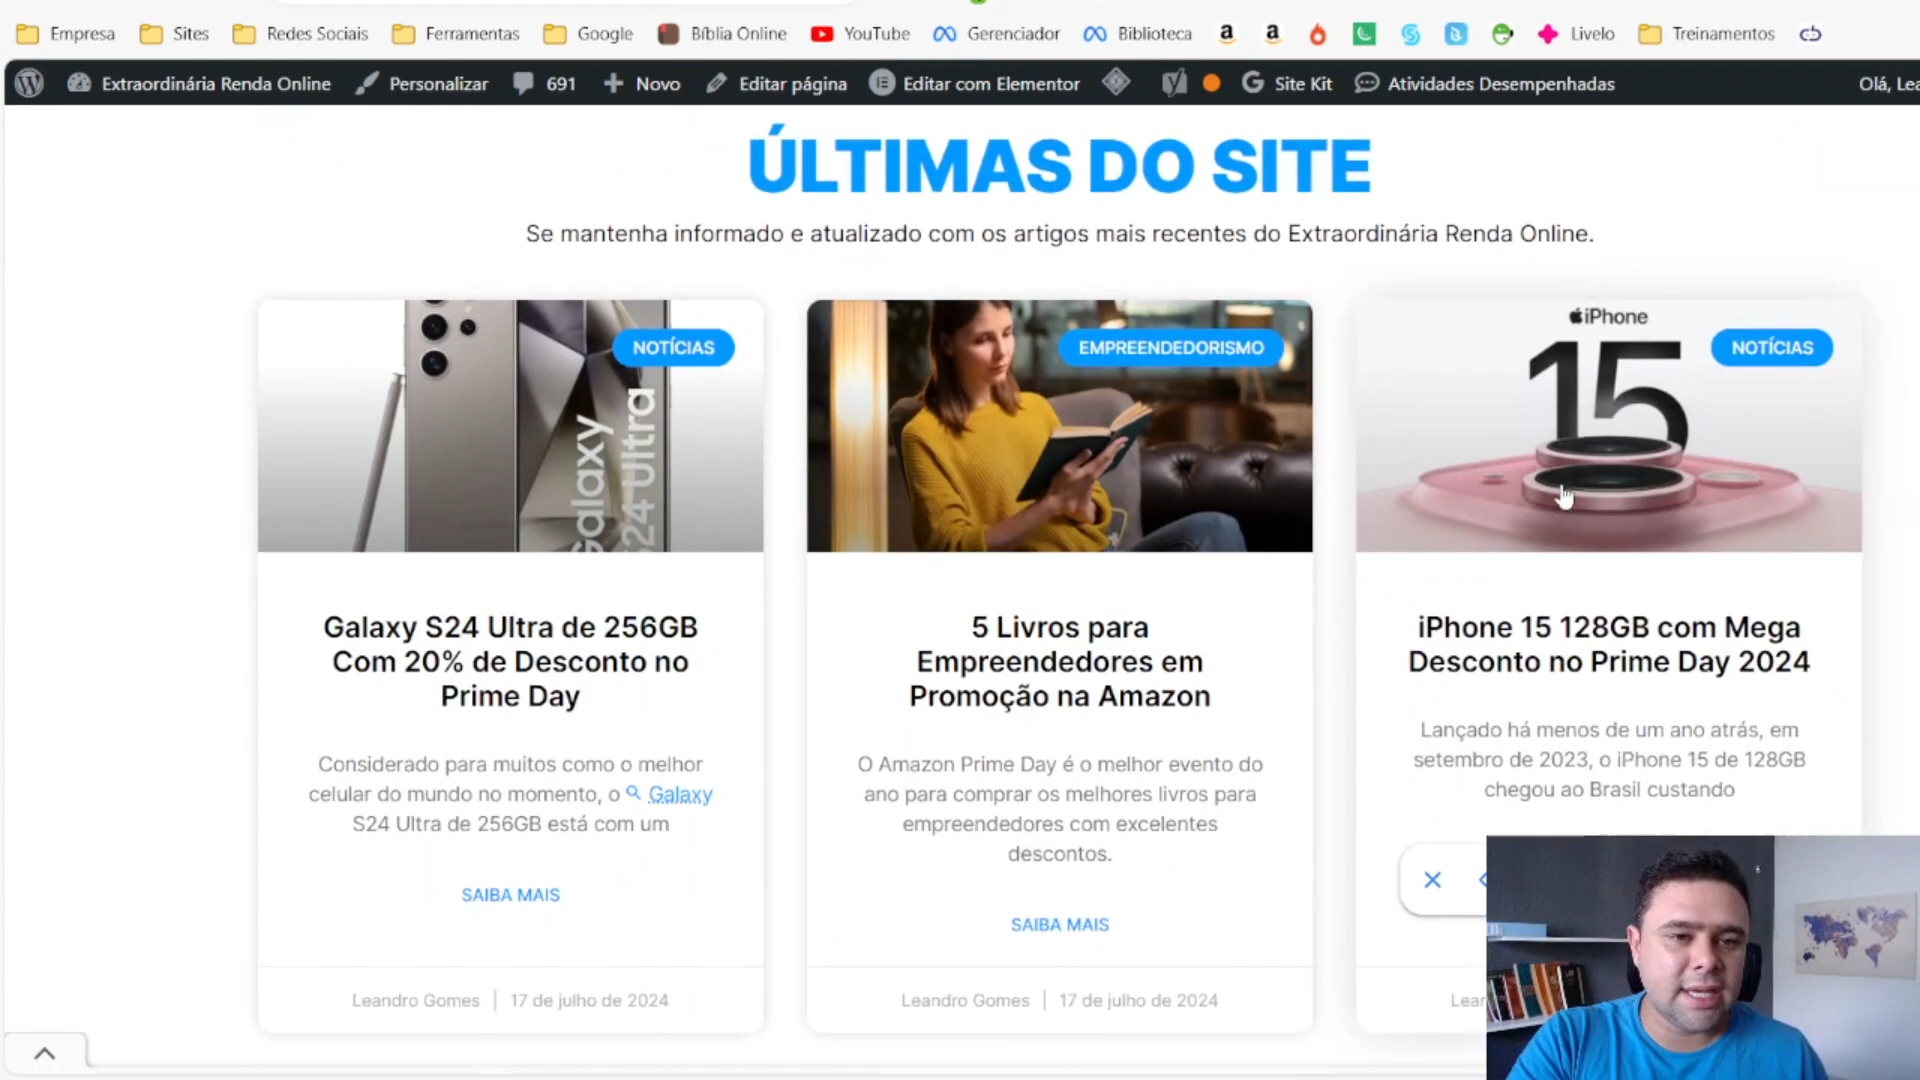 Empresa Sites Redes Sociais Ferramentas Google Bíblia Online YouTube Gerenciador Biblioteca a a Livelo Treinamentos
Extraordinária Renda Online Personalizar 691 Novo Editar página Editar com Elementor Site Kit Atividades Desempenhadas Olá, Lea
ÚLTIMAS DO SITE
Se mantenha informado e atualizado com os artigos mais recentes do Extraordinária Renda Online.
NOTÍCIAS
Galaxy
S24 Ultra
Galaxy S24 Ultra de 256GB
Com 20% de Desconto no
Prime Day
Considerado para muitos como o melhor
celular do mundo no momento, o Galaxy
S24 Ultra de 256GB está com um
SAIBA MAIS
Leandro Gomes | 17 de julho de 2024
EMPREENDEDORISMO
5 Livros para
Empreendedores em
Promoção na Amazon
O Amazon Prime Day é o melhor evento do
ano para comprar os melhores livros para
empreendedores com excelentes
descontos.
SAIBA MAIS
Leandro Gomes | 17 de julho de 2024
iPhone
15
NOTÍCIAS
iPhone 15 128GB com Mega
Desconto no Prime Day 2024
Lançado há menos de um ano atrás, em
setembro de 2023, o iPhone 15 de 128GB
chegou ao Brasil custando
Lear